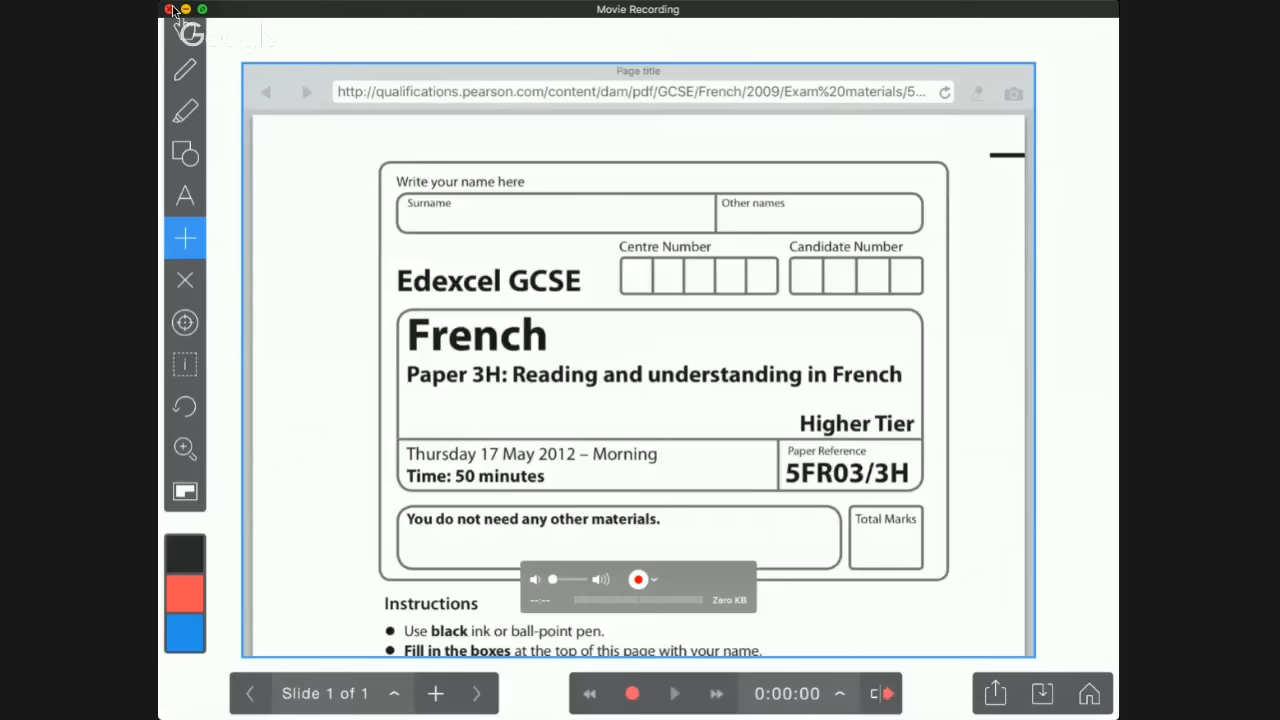 Movie Recording
Google
Page title
http://qualifications.pearson.com/content/dam/pdf/GCSE/French/2009/Exam%20materials/5...
Write your name here
Surname
Other names
Centre Number
Candidate Number
Edexcel GCSE
French
Paper 3H: Reading and understanding in French
Higher Tier
Thursday 17 May 2012 – Morning
Time: 50 minutes
Paper Reference
5FR03/3H
You do not need any other materials.
Total Marks
--:--
Zero KB
Instructions
● Use black ink or ball-point pen.
● Fill in the boxes at the top of this page with your name,
A
Slide 1 of 1
0:00:00